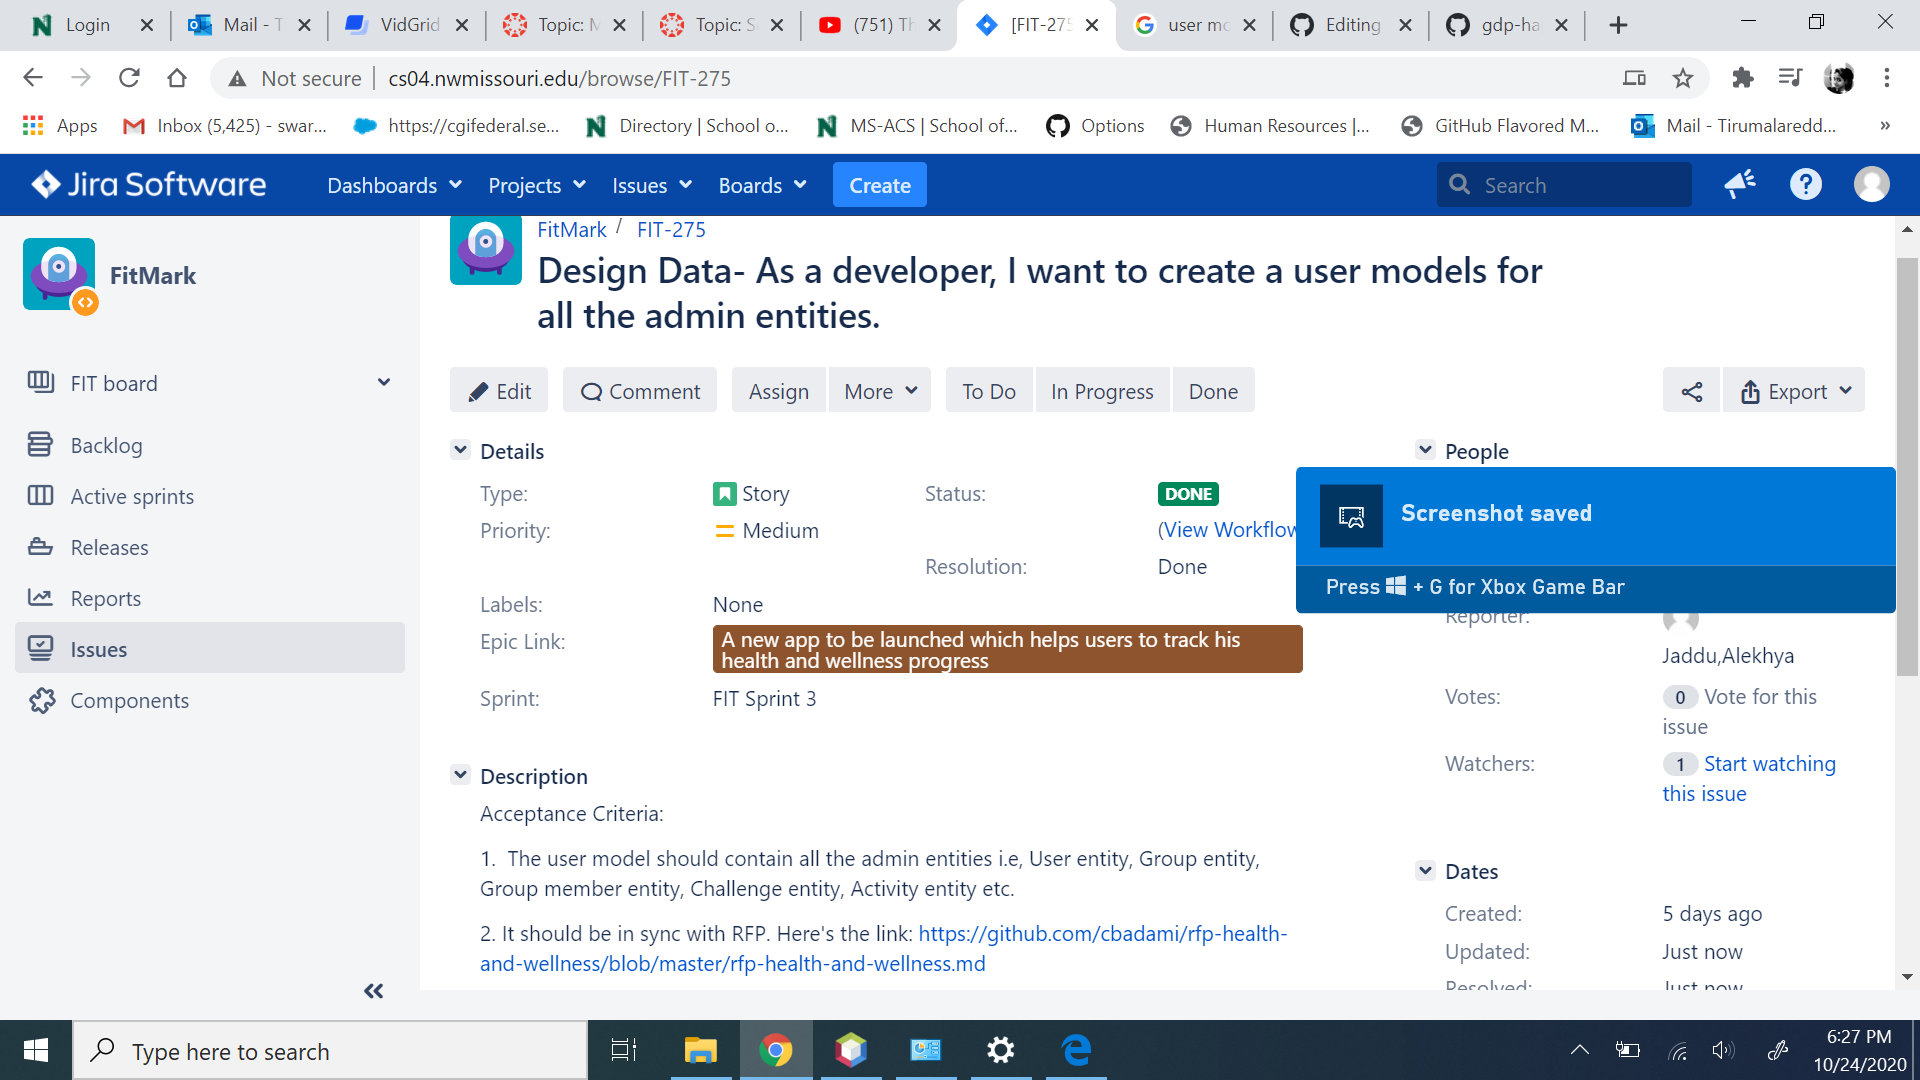 Login
Mail - T
VidGrid
Topic: M
Topic: S
(751) Th
[FIT-275
user mo
Editing
gdp-ha
Not secure
cs04.nwmissouri.edu/browse/FIT-275
Apps
Inbox (5,425) - swar...
https://cgifederal.se...
Directory | School o...
MS-ACS | School of...
Options
Human Resources |...
GitHub Flavored M...
Mail - Tirumalaredd...
»
Jira Software
Dashboards
Projects
Issues
Boards
Create
Search
FitMark
FIT board
Backlog
Active sprints
Releases
Reports
Issues
Components
FitMark / FIT-275
Design Data- As a developer, I want to create a user models for
all the admin entities.
Edit
Comment
Assign
More
To Do
In Progress
Done
Export
Details
Type: Story
Status: DONE
Priority: Medium
(View Workflow
Resolution: Done
Labels: None
Epic Link: A new app to be launched which helps users to track his
health and wellness progress
Sprint: FIT Sprint 3
Description
Acceptance Criteria:
1. The user model should contain all the admin entities i.e, User entity, Group entity,
Group member entity, Challenge entity, Activity entity etc.
2. It should be in sync with RFP. Here's the link: https://github.com/cbadami/rfp-health-
and-wellness/blob/master/rfp-health-and-wellness.md
People
Screenshot saved
Press + G for Xbox Game Bar
Reporter:
Jaddu,Alekhya
Votes: 0 Vote for this
issue
Watchers: 1 Start watching
this issue
Dates
Created: 5 days ago
Updated: Just now
Resolved: Just now
Type here to search
6:27 PM
10/24/2020